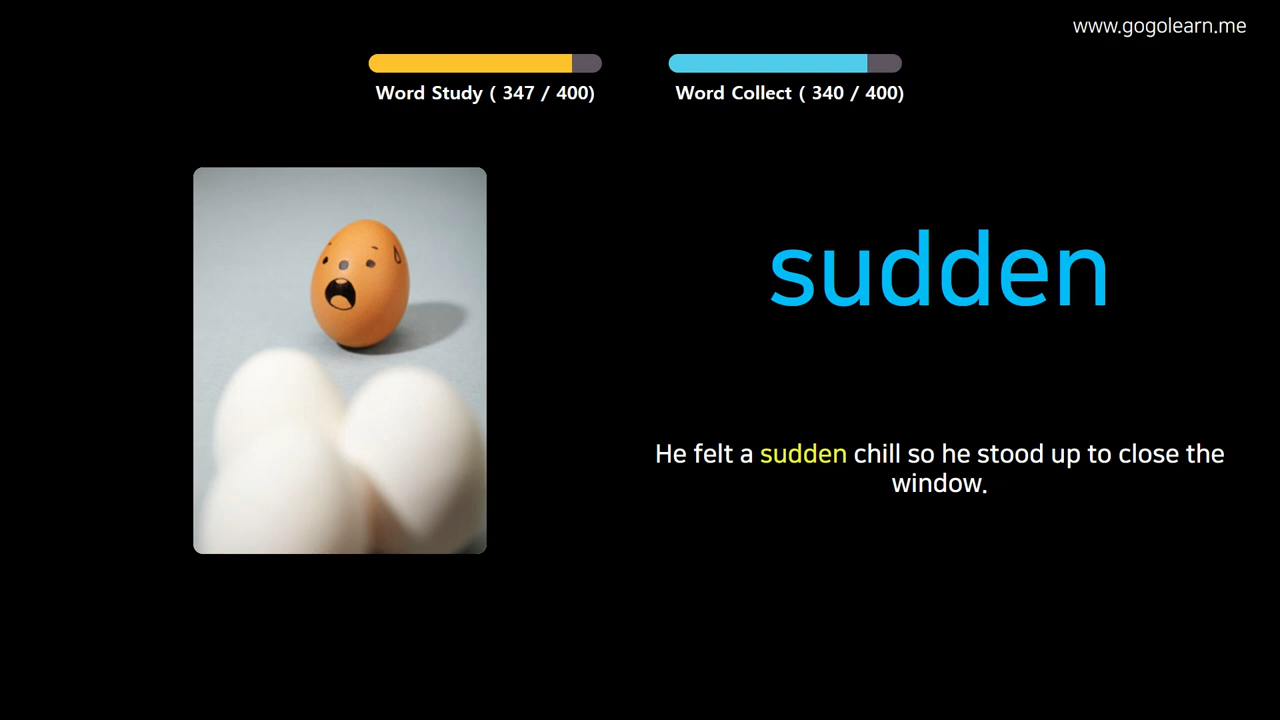 www.gogolearn.me
Word Study ( 347 / 400)
Word Collect ( 340 / 400)
sudden
He felt a sudden chill so he stood up to close the
window.